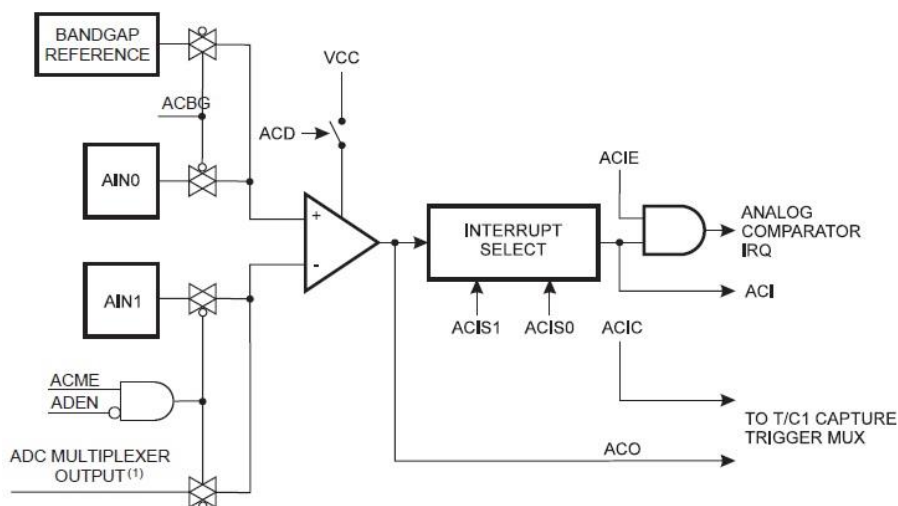 BANDGAP
REFERENCE
VCC
ACBG
ACD
ACIE
AIN0
+
-
INTERRUPT
SELECT
ANALOG
COMPARATOR
IRQ
AIN1
ACI
ACIS1
ACIS0
ACIC
ACME
ADEN
TO T/C1 CAPTURE
TRIGGER MUX
ACO
ADC MULTIPLEXER
OUTPUT(1)